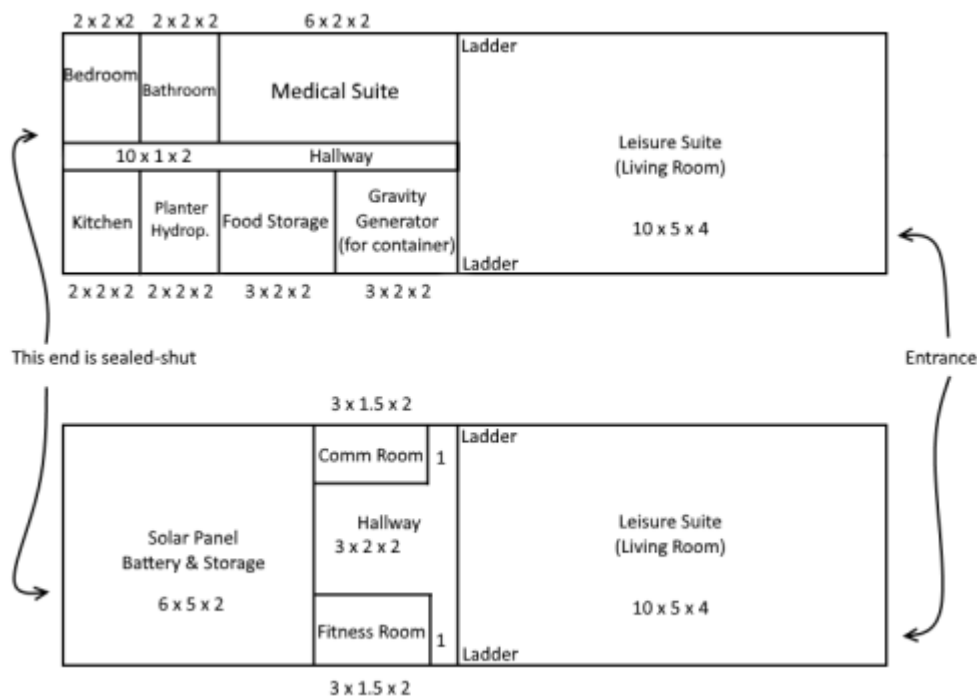 2 x 2 x2
2 x 2 x 2
6 x 2 x 2
Ladder
Bedroom
Bathroom
Medical Suite
10 x 1 x 2
Hallway
Leisure Suite
(Living Room)
10 x 5 x 4
Kitchen
Planter
Hydrop.
Food Storage
Gravity
Generator
(for container)
Ladder
2 x 2 x 2
2 x 2 x 2
3 x 2 x 2
3 x 2 x 2
This end is sealed-shut
Entrance
3 x 1.5 x 2
Ladder
Comm Room
1
Hallway
3 x 2 x 2
Solar Panel
Battery & Storage
6 x 5 x 2
Leisure Suite
(Living Room)
10 x 5 x 4
Fitness Room
1
Ladder
3 x 1.5 x 2